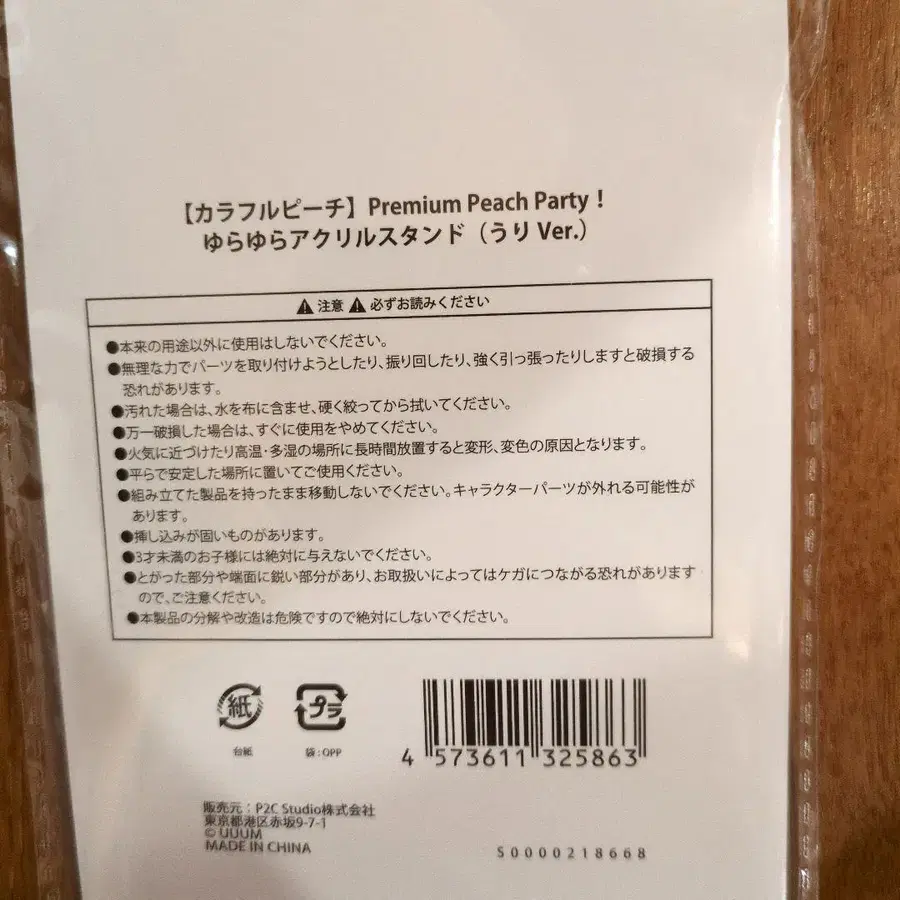 【カラフルピーチ】Premium Peach Party！
ゆらゆらアクリルスタンド（うり Ver.）
⚠ 注意 ⚠ 必ずお読みください
●本来の用途以外に使用はしないでください。
●無理な力でパーツを取り付けようとしたり、振り回したり、強く引っ張ったりしますと破損する
恐れがあります。
●汚れた場合は、水を布に含ませ、硬く絞ってから拭いてください。
●万一破損した場合は、すぐに使用をやめてください。
●火気に近づけたり高温・多湿の場所に長時間放置すると変形、変色の原因となります。
●平らで安定した場所に置いてご使用ください。
●組み立てた製品を持ったまま移動しないでください。キャラクターパーツが外れる可能性が
あります。
●挿し込みが固いものがあります。
●3才未満のお子様には絶対に与えないでください。
●とがった部分や端面に鋭い部分があり、お取扱いによってはケガにつながる恐れがあります
ので、ご注意ください。
●本製品の分解や改造は危険ですので絶対にしないでください。
紙 プラ
台紙 袋：OPP
4 573611 325863
販売元：P2C Studio株式会社
東京都港区赤坂9-7-1
© UUUM
MADE IN CHINA
S0000218668